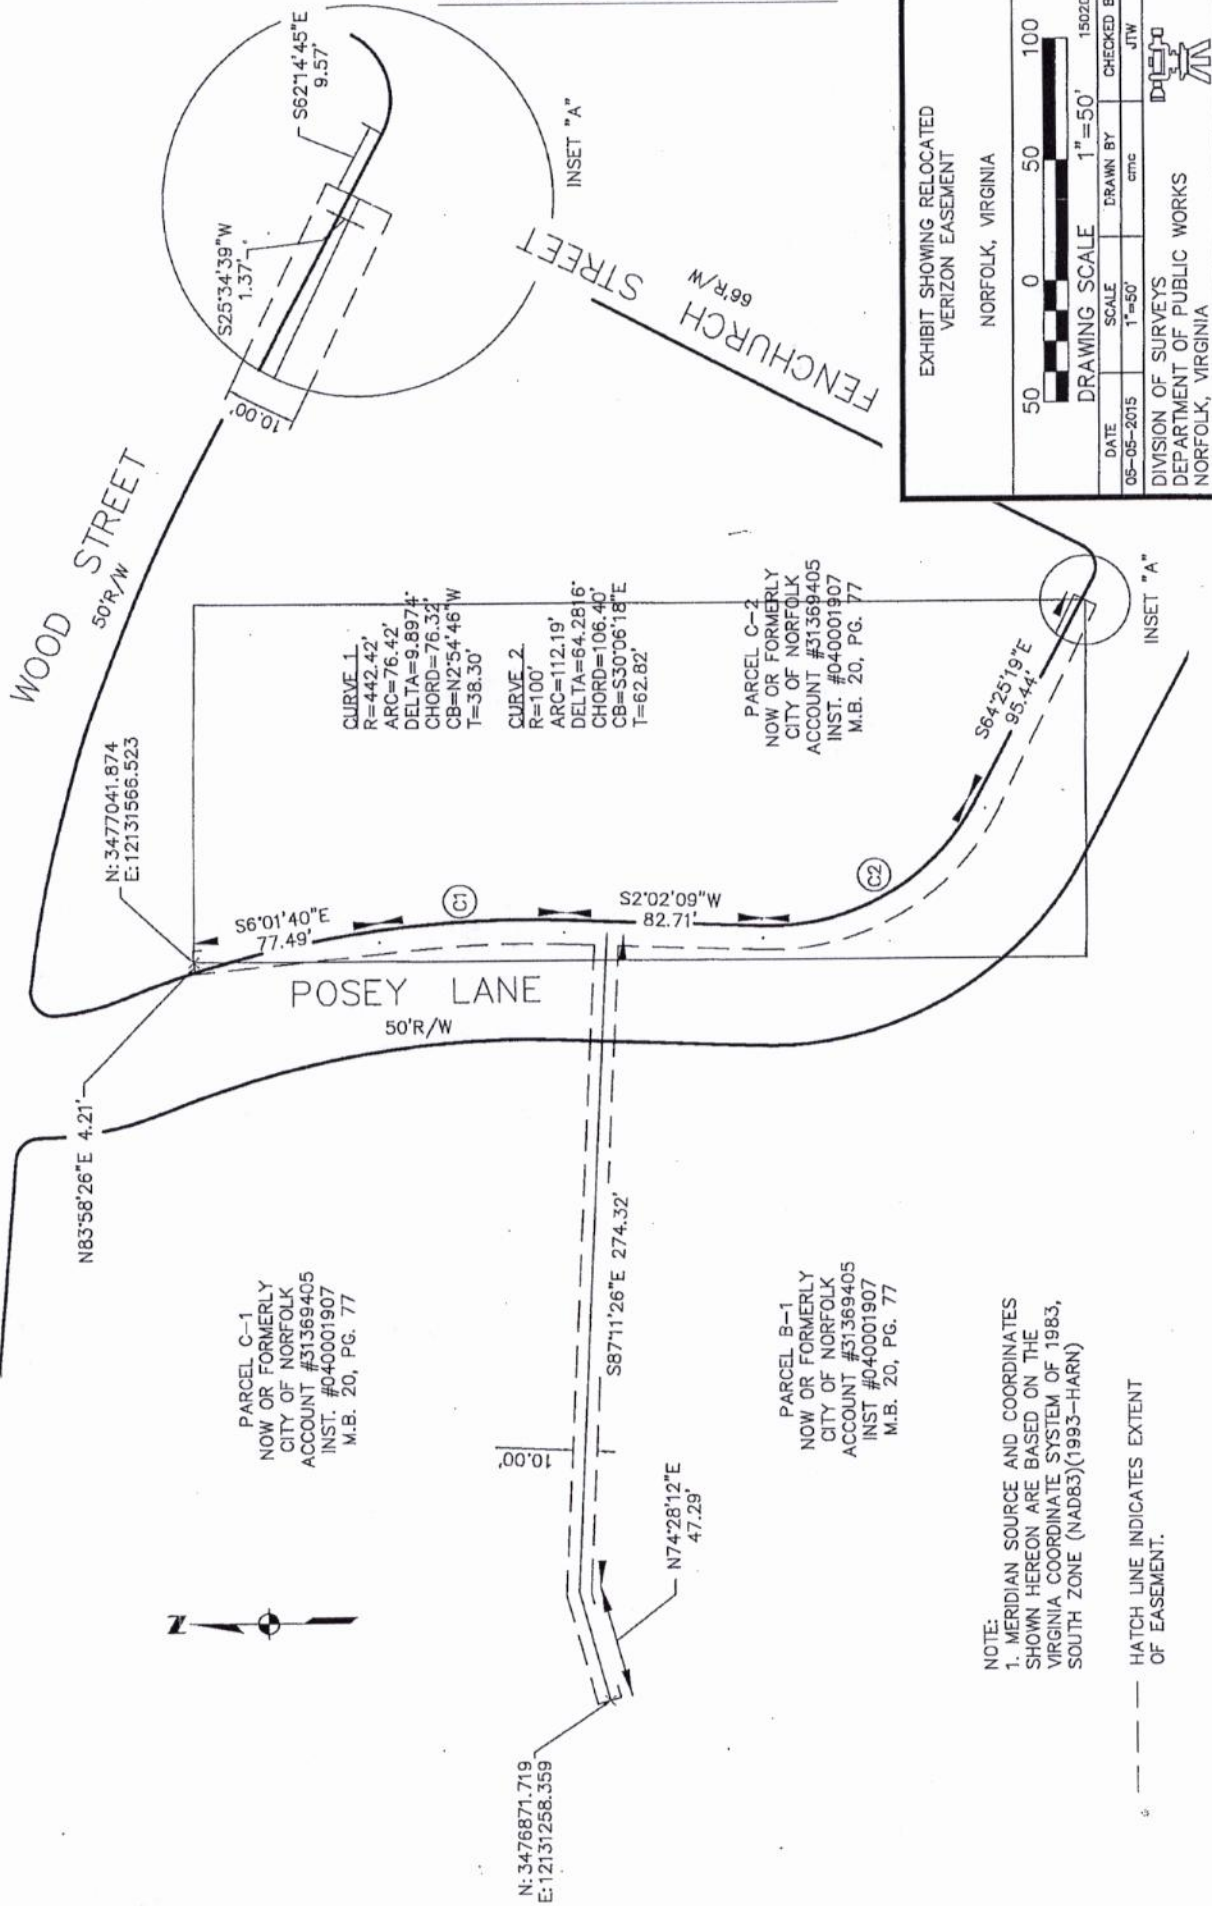 WOOD STREET
50'R/W
S25°34'39"W
1.37'
S62°14'45"E
9.57'
10.00'
INSET "A"
FENCHURCH STREET
66'R/W
N:3477041.874
E:12131566.523
N83°58'26"E 4.21'
S6°01'40"E
77.49'
C1
S2°02'09"W
82.71'
C2
S64°25'19"E
95.44'
INSET "A"
POSEY LANE
50'R/W
CURVE 1
R=442.42'
ARC=76.42'
DELTA=9.8974°
CHORD=76.32'
CB=N2°54'46"W
T=38.30'
CURVE 2
R=100'
ARC=112.19'
DELTA=64.2816°
CHORD=106.40'
CB=S30°06'18"E
T=62.82'
PARCEL C-2
NOW OR FORMERLY
CITY OF NORFOLK
ACCOUNT #31369405
INST. #040001907
M.B. 20, PG. 77
PARCEL C-1
NOW OR FORMERLY
CITY OF NORFOLK
ACCOUNT #31369405
INST. #040001907
M.B. 20, PG. 77
10.00'
S87°11'26"E 274.32'
N74°28'12"E
47.29'
N:3476871.719
E:12131258.359
PARCEL B-1
NOW OR FORMERLY
CITY OF NORFOLK
ACCOUNT #31369405
INST #040001907
M.B. 20, PG. 77
N
NOTE:
1. MERIDIAN SOURCE AND COORDINATES
SHOWN HEREON ARE BASED ON THE
VIRGINIA COORDINATE SYSTEM OF 1983,
SOUTH ZONE (NAD83)(1993-HARN)
HATCH LINE INDICATES EXTENT
OF EASEMENT.
EXHIBIT SHOWING RELOCATED
VERIZON EASEMENT
NORFOLK, VIRGINIA
50 0 50 100
DRAWING SCALE 1"=50'
DATE SCALE DRAWN BY CHECKED B
05-05-2015 1"=50' cmc JTW
DIVISION OF SURVEYS
DEPARTMENT OF PUBLIC WORKS
NORFOLK, VIRGINIA